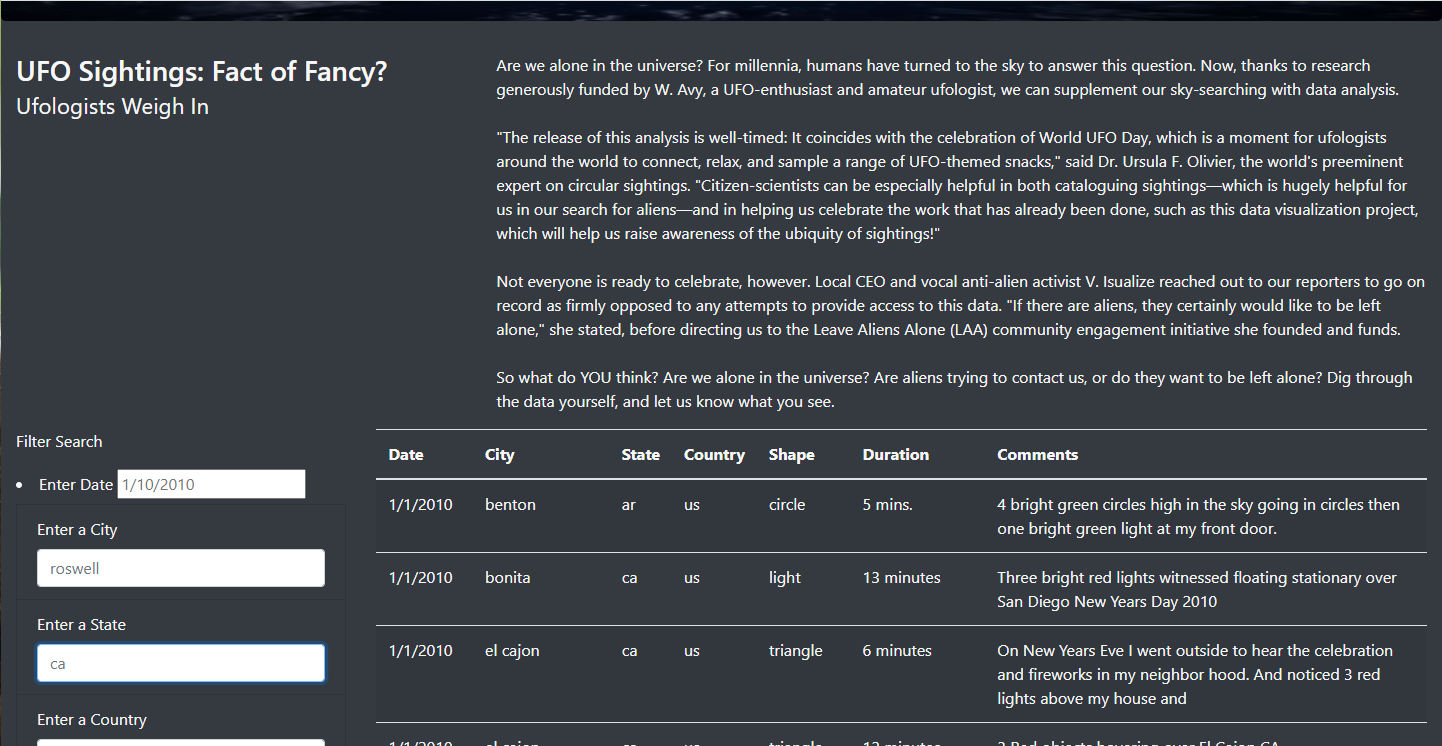 UFO Sightings: Fact of Fancy?
Ufologists Weigh In
Are we alone in the universe? For millennia, humans have turned to the sky to answer this question. Now, thanks to research
generously funded by W. Avy, a UFO-enthusiast and amateur ufologist, we can supplement our sky-searching with data analysis.
"The release of this analysis is well-timed: It coincides with the celebration of World UFO Day, which is a moment for ufologists
around the world to connect, relax, and sample a range of UFO-themed snacks," said Dr. Ursula F. Olivier, the world's preeminent
expert on circular sightings. "Citizen-scientists can be especially helpful in both cataloguing sightings—which is hugely helpful for
us in our search for aliens—and in helping us celebrate the work that has already been done, such as this data visualization project,
which will help us raise awareness of the ubiquity of sightings!"
Not everyone is ready to celebrate, however. Local CEO and vocal anti-alien activist V. Isualize reached out to our reporters to go on
record as firmly opposed to any attempts to provide access to this data. "If there are aliens, they certainly would like to be left
alone," she stated, before directing us to the Leave Aliens Alone (LAA) community engagement initiative she founded and funds.
So what do YOU think? Are we alone in the universe? Are aliens trying to contact us, or do they want to be left alone? Dig through
the data yourself, and let us know what you see.
Filter Search
Enter Date 1/10/2010
Enter a City
roswell
Enter a State
ca
Enter a Country
Date City State Country Shape Duration Comments
1/1/2010 benton ar us circle 5 mins. 4 bright green circles high in the sky going in circles then
one bright green light at my front door.
1/1/2010 bonita ca us light 13 minutes Three bright red lights witnessed floating stationary over
San Diego New Years Day 2010
1/1/2010 el cajon ca us triangle 6 minutes On New Years Eve I went outside to hear the celebration
and fireworks in my neighbor hood. And noticed 3 red
lights above my house and
1/1/2010 el cajon ca us triangle 12 minutes 3 Red objects hovering over El Cajon CA